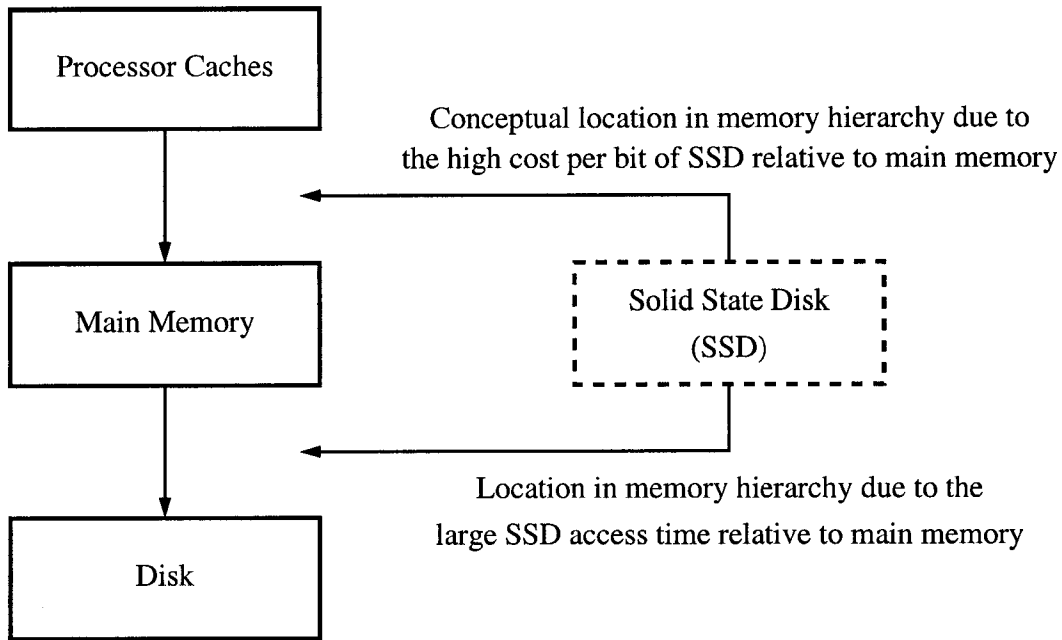 Processor Caches
Conceptual location in memory hierarchy due to
the high cost per bit of SSD relative to main memory
Main Memory
Solid State Disk
(SSD)
Location in memory hierarchy due to the
large SSD access time relative to main memory
Disk